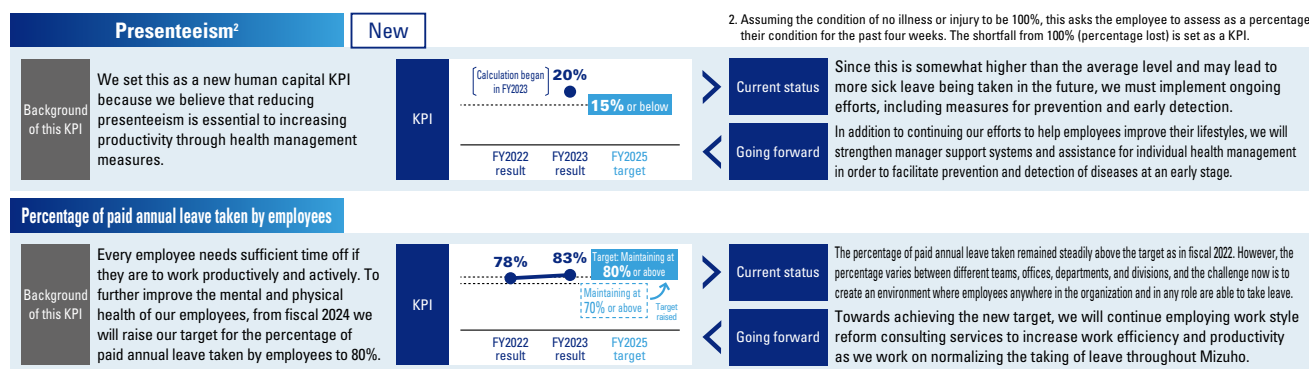 Presenteeism2
New
2. Assuming the condition of no illness or injury to be 100%, this asks the employee to assess as a percentage
their condition for the past four weeks. The shortfall from 100% (percentage lost) is set as a KPI.
Background
of this KPI
We set this as a new human capital KPI
because we believe that reducing
presenteeism is essential to increasing
productivity through health management
measures.
KPI
Calculation began
in FY2023
20%
15% or below
FY2022
result
FY2023
result
FY2025
target
Current status
Since this is somewhat higher than the average level and may lead to
more sick leave being taken in the future, we must implement ongoing
efforts, including measures for prevention and early detection.
Going forward
In addition to continuing our efforts to help employees improve their lifestyles, we will
strengthen manager support systems and assistance for individual health management
in order to facilitate prevention and detection of diseases at an early stage.
Percentage of paid annual leave taken by employees
Background
of this KPI
Every employee needs sufficient time off if
they are to work productively and actively. To
further improve the mental and physical
health of our employees, from fiscal 2024 we
will raise our target for the percentage of
paid annual leave taken by employees to 80%.
KPI
78%
83%
Target: Maintaining at
80% or above
Maintaining at
70% or above
Target
raised
FY2022
result
FY2023
result
FY2025
target
Current status
The percentage of paid annual leave taken remained steadily above the target as in fiscal 2022. However, the
percentage varies between different teams, offices, departments, and divisions, and the challenge now is to
create an environment where employees anywhere in the organization and in any role are able to take leave.
Going forward
Towards achieving the new target, we will continue employing work style
reform consulting services to increase work efficiency and productivity
as we work on normalizing the taking of leave throughout Mizuho.